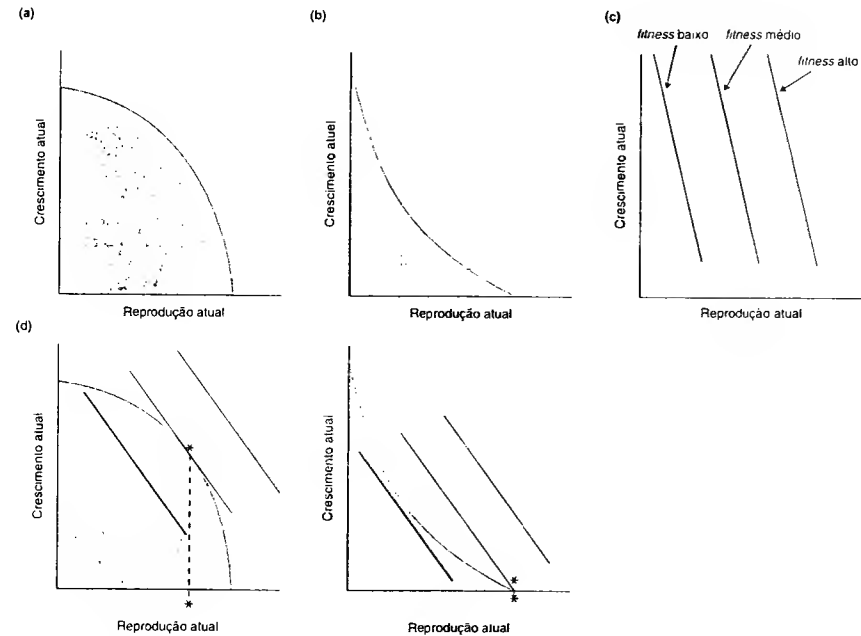 (a)
Crescimento atual
Reprodução atual
(b)
Crescimento atuel
Reprodução atual
(c)
fitness baixo
fitness médio
fitness alto
Crescimento atual
Reprodução atual
(d)
Crescimento atual
*
*
Reprodução atual
Crescimento atual
*
*
Reprodução atual